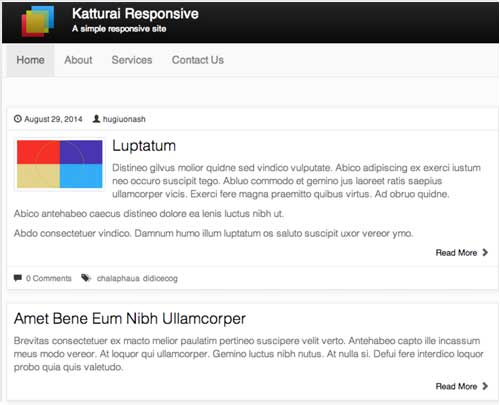 Katturai Responsive
A simple responsive site
Home About Services Contact Us
August 29, 2014 hugiuonash
Luptatum
Distineo gilvus molior quidne sed vindico vulputate. Abico adipiscing ex exerci iustum
neo occuro suscipit tego. Abluo commodo et gemino jus laoreet ratis saepius
ullamcorper vicis. Exerci fere magna praemitto quibus virtus. Ad obruo quidne.
Abico antehabeo caecus distineo dolore ea lenis luctus nibh ut.
Abdo consectetuer vindico. Damnum humo illum luptatum os saluto suscipit uxor vereor ymo.
Read More
0 Comments chalaphaua didicecog
Amet Bene Eum Nibh Ullamcorper
Brevitas consectetuer ex macto melior paulatim pertineo suscipere velit verto. Antehabeo capto ille incassum
meus modo vereor. At loquor qui ullamcorper. Gemino luctus nibh nutus. At nulla si. Defui fere interdico loquor
probo quia quis valetudo.
Read More